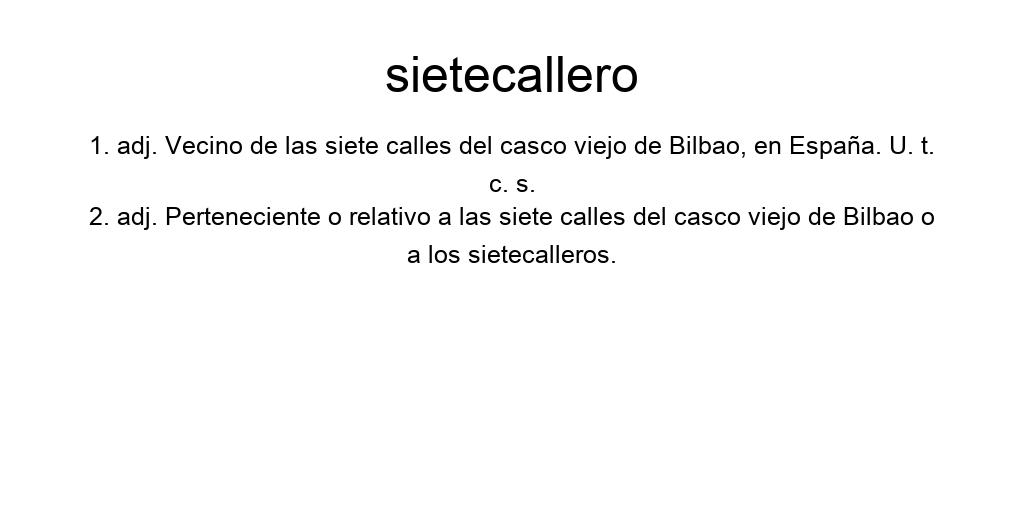 sietecallero
1. adj. Vecino de las siete calles del casco viejo de Bilbao, en España. U. t.
c. s.
2. adj. Perteneciente o relativo a las siete calles del casco viejo de Bilbao o
a los sietecalleros.